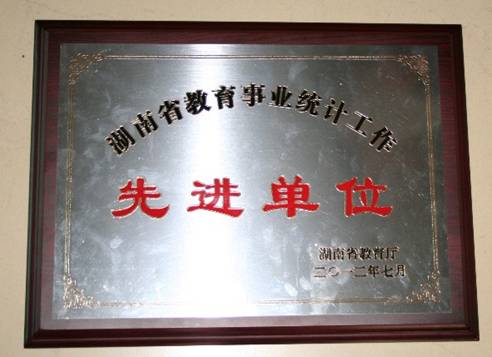 湖南省教育事业统计工作
先进单位
湖南省教育厅
二〇一二年七月